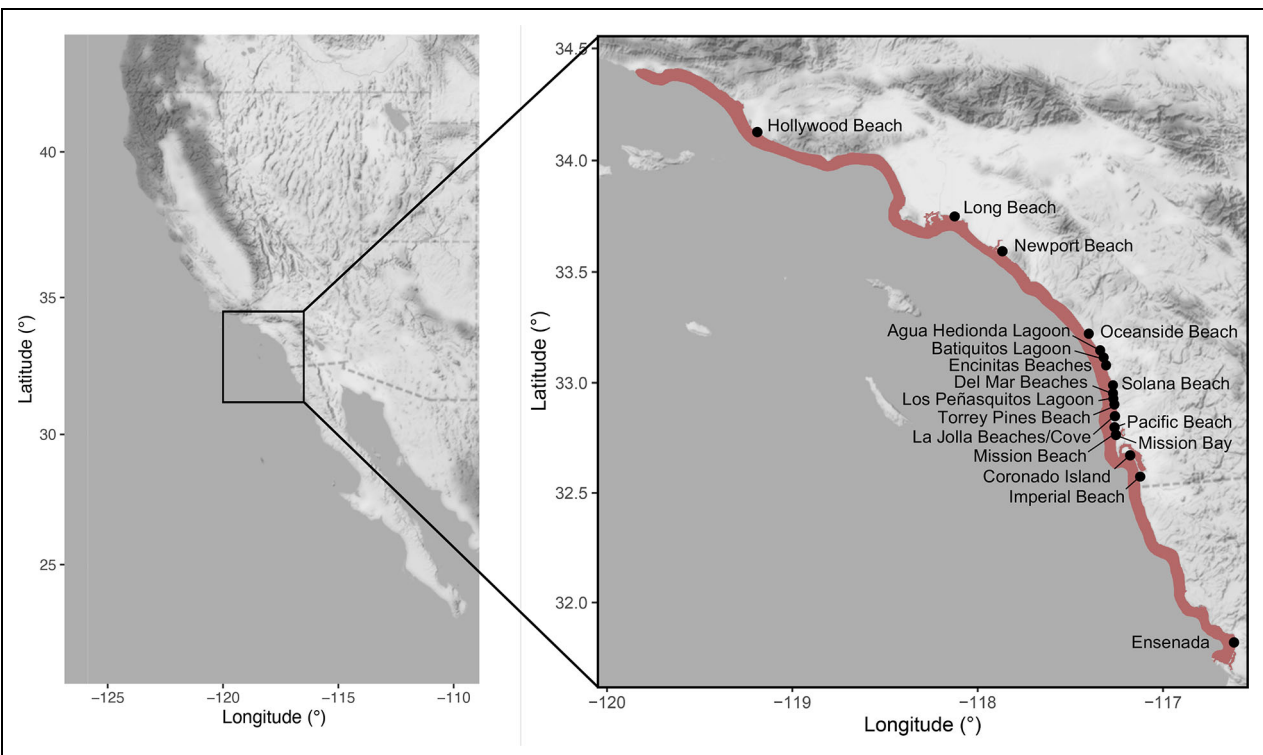 40
35
30
25
Latitude (°)
−125
−120
−115
−110
Longitude (°)
34.5
34.0
33.5
33.0
32.5
32.0
Latitude (°)
Hollywood Beach
Long Beach
Newport Beach
Agua Hedionda Lagoon
Oceanside Beach
Batiquitos Lagoon
Encinitas Beaches
Del Mar Beaches
Solana Beach
Los Peñasquitos Lagoon
Torrey Pines Beach
Pacific Beach
La Jolla Beaches/Cove
Mission Bay
Mission Beach
Coronado Island
Imperial Beach
Ensenada
−120
−119
−118
−117
Longitude (°)